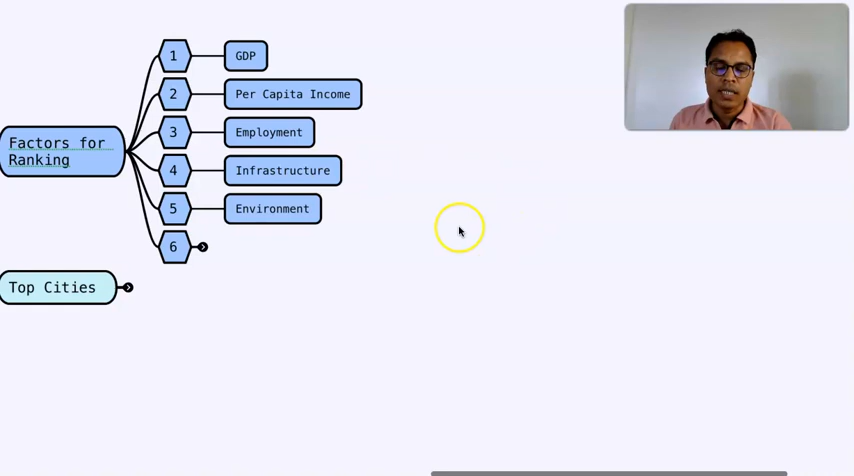 1 GDP
2 Per Capita Income
3 Employment
Factors for
Ranking
4 Infrastructure
5 Environment
6
Top Cities